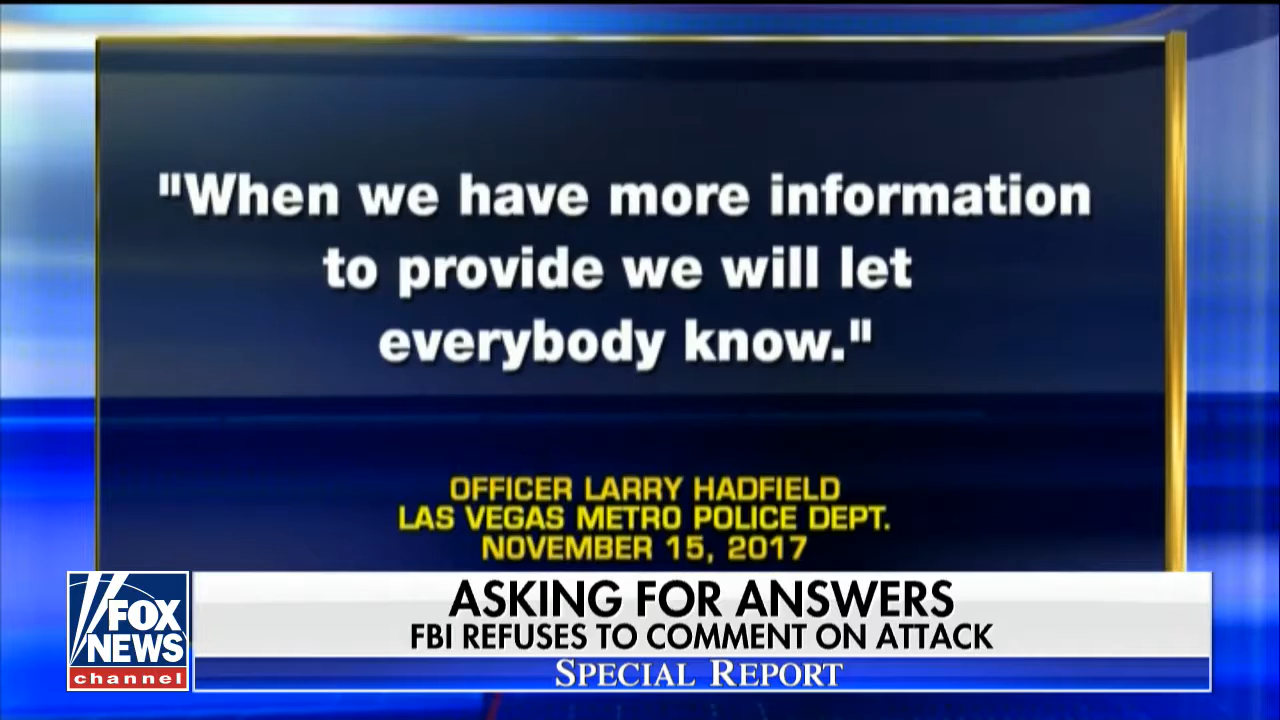 "When we have more information
to provide we will let
everybody know."
OFFICER LARRY HADFIELD
LAS VEGAS METRO POLICE DEPT.
NOVEMBER 15, 2017
ASKING FOR ANSWERS
FBI REFUSES TO COMMENT ON ATTACK
SPECIAL REPORT
FOX
NEWS
channel